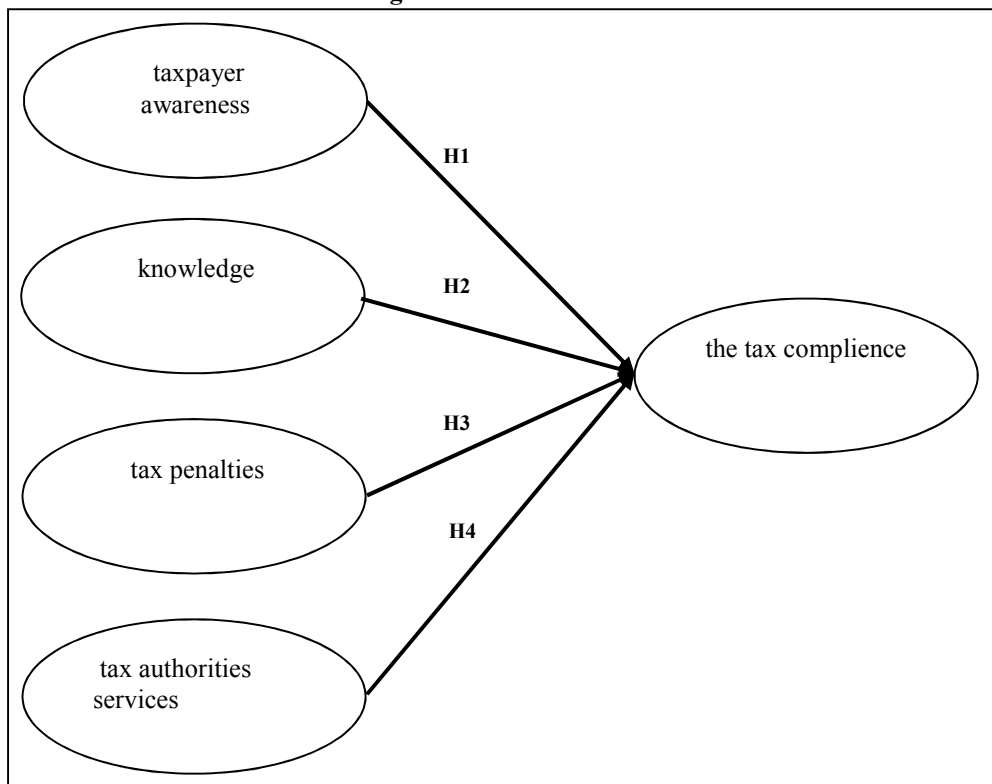 taxpayer
awareness
H1
knowledge
H2
the tax complience
H3
tax penalties
H4
tax authorities
services